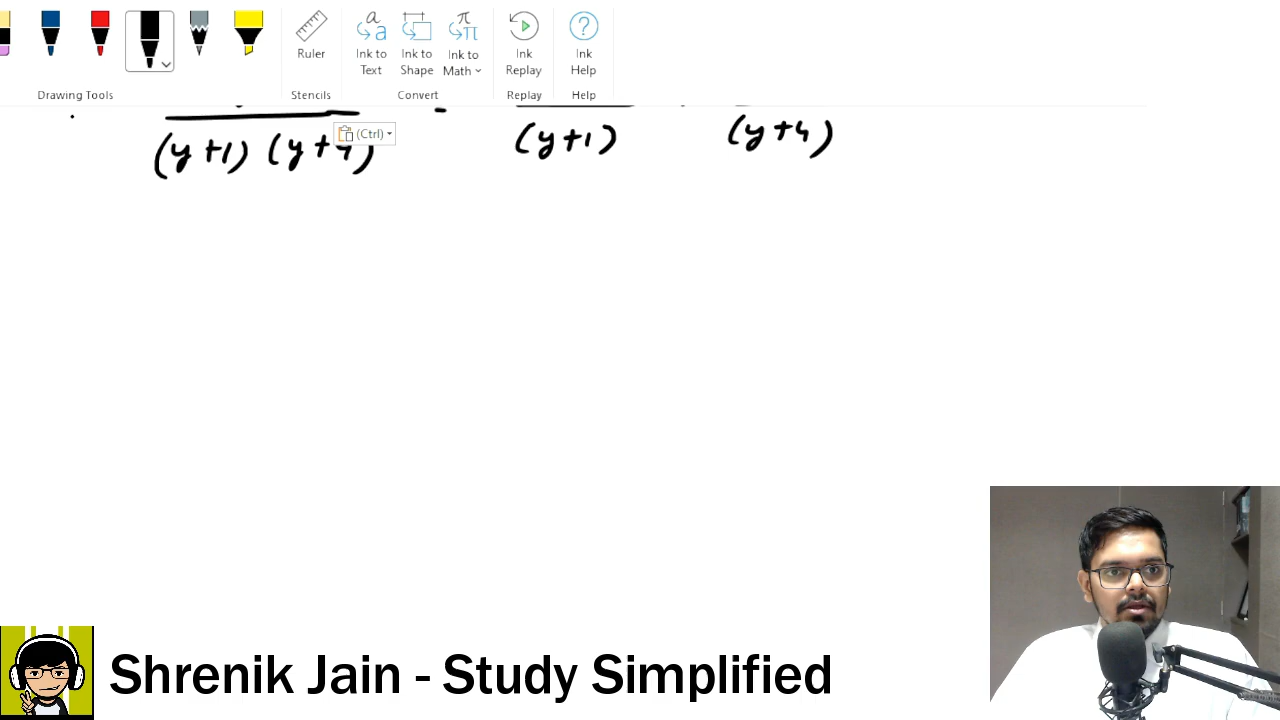 Ruler
Ink to Text
Ink to Shape
Ink to Math
Ink Replay
Ink Help
Drawing Tools
Stencils
Convert
Replay
Help
(Ctrl)
(y+1) (y+4) = (y+1) (y+4)
Shrenik Jain - Study Simplified